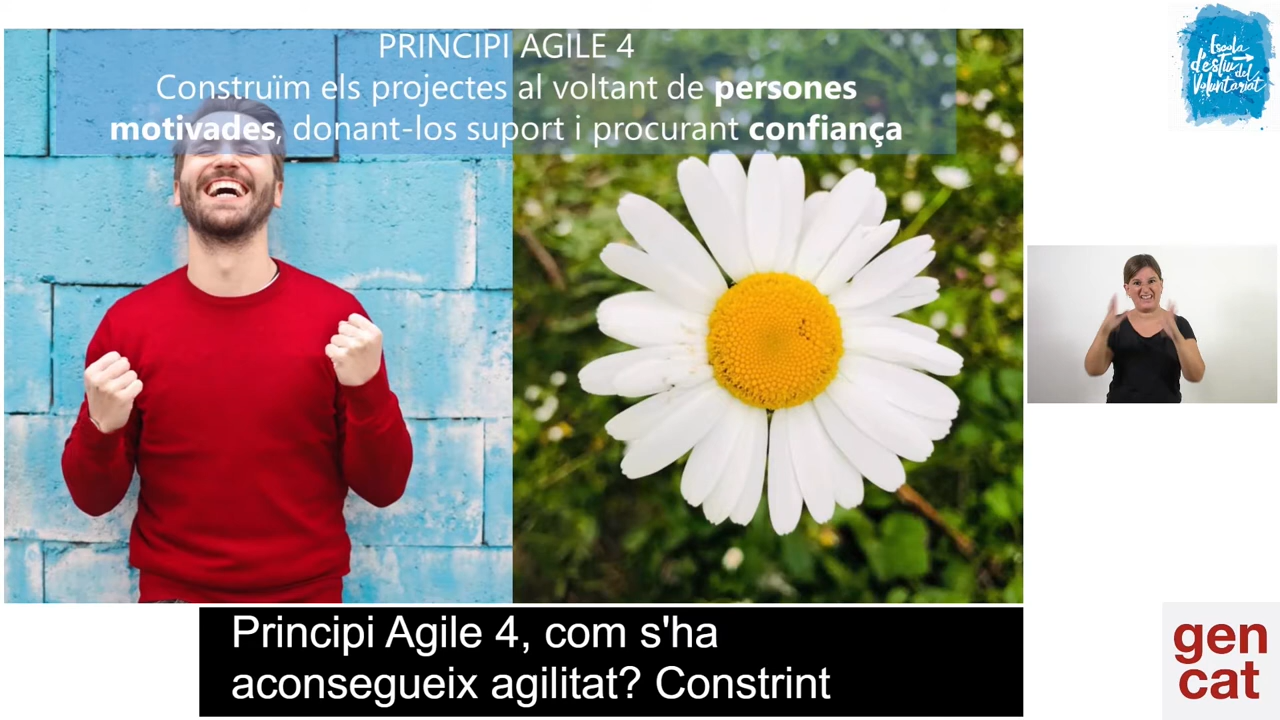 PRINCIPI AGILE 4
Construïm els projectes al voltant de persones
motivades, donant-los suport i procurant confiança
Escola
d'estiu
del
Voluntariat
Principi Agile 4, com s'ha
aconsegueix agilitat? Constrint
gen
cat